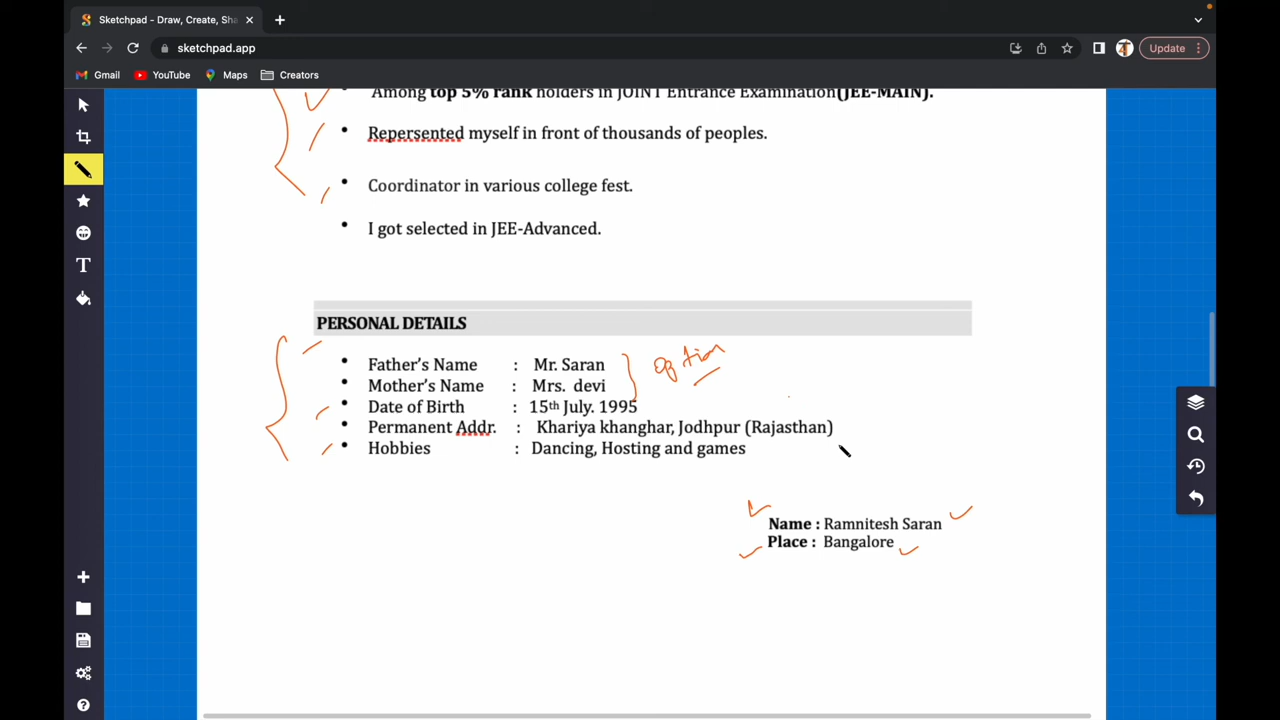 Sketchpad - Draw, Create, Sha
sketchpad.app
Update
Gmail
YouTube
Maps
Creators
Among top 5% rank holders in JOINT Entrance Examination(JEE-MAIN).
Repersented myself in front of thousands of peoples.
Coordinator in various college fest.
I got selected in JEE-Advanced.
PERSONAL DETAILS
Father's Name : Mr. Saran
Mother's Name : Mrs. devi
option
Date of Birth : 15th July. 1995
Permanent Addr. : Khariya khanghar, Jodhpur (Rajasthan)
Hobbies : Dancing, Hosting and games
Name : Ramnitesh Saran
Place : Bangalore